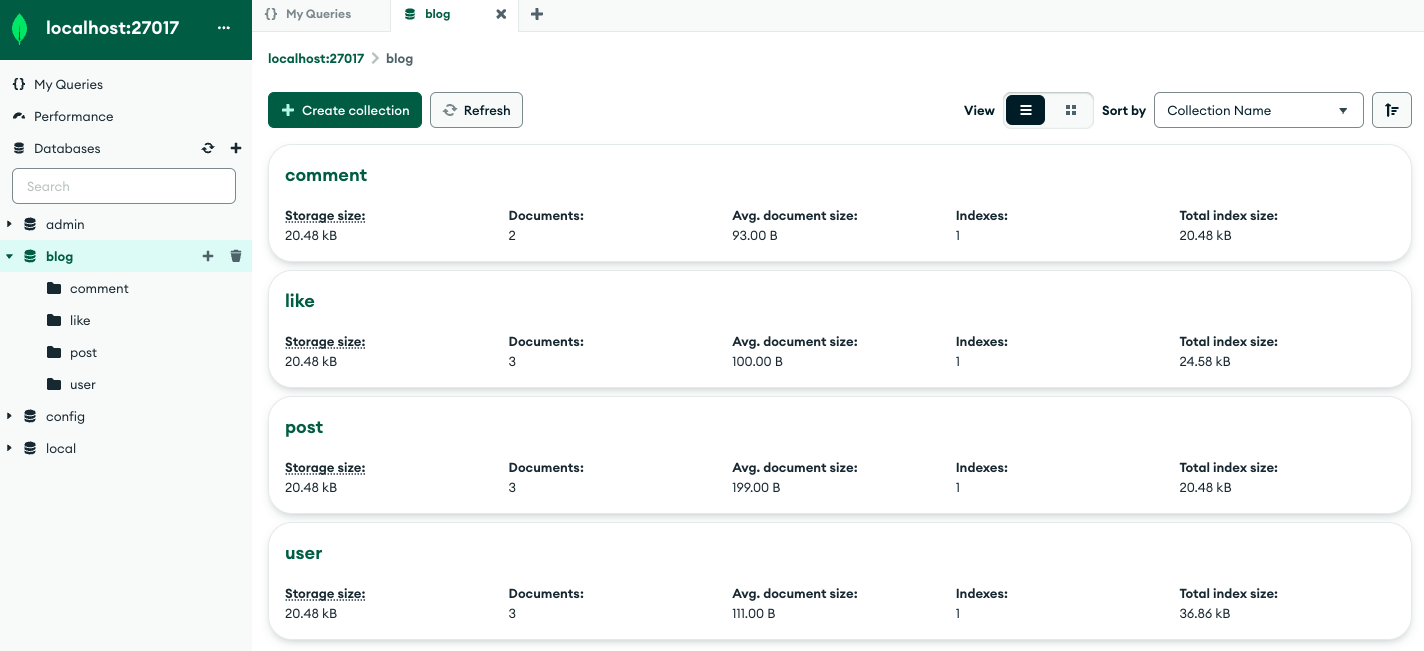 localhost:27017 ...
My Queries
Performance
Databases
Search
admin
blog
comment
like
post
user
config
local
My Queries
blog
localhost:27017 > blog
Create collection Refresh View Sort by Collection Name
comment
Storage size: Documents: Avg. document size: Indexes: Total index size:
20.48 kB 2 93.00 B 1 20.48 kB
like
Storage size: Documents: Avg. document size: Indexes: Total index size:
20.48 kB 3 100.00 B 1 24.58 kB
post
Storage size: Documents: Avg. document size: Indexes: Total index size:
20.48 kB 3 199.00 B 1 20.48 kB
user
Storage size: Documents: Avg. document size: Indexes: Total index size:
20.48 kB 3 111.00 B 1 36.86 kB